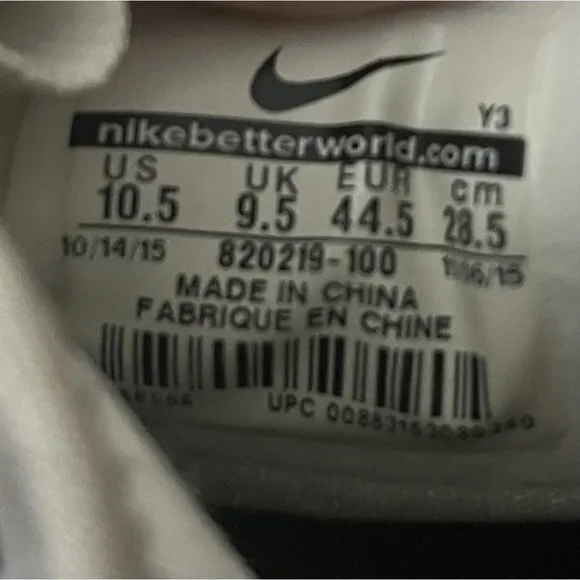 Y3
nikebetterworld.com
US UK EUR cm
10.5 9.5 44.5 28.5
10/14/15 820219-100
MADE IN CHINA
FABRIQUE EN CHINE
UPC